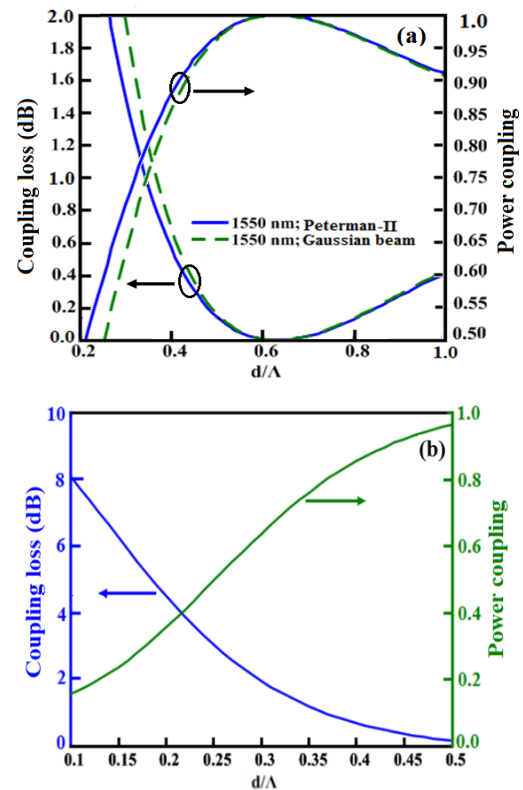 (a)
Coupling loss (dB)
2.0
1.8
1.6
1.4
1.2
1.0
0.8
0.6
0.4
0.2
0.0
1.0
0.95
0.90
0.85
0.80
0.75
0.70
0.65
0.60
0.55
0.50
Power coupling
1550 nm; Peterman-II
1550 nm; Gaussian beam
0.2 0.4 0.6 0.8 1.0
d/Λ
(b)
Coupling loss (dB)
10
8
6
4
2
0
1.0
0.8
0.6
0.4
0.2
0.0
Power coupling
0.1 0.15 0.2 0.25 0.3 0.35 0.4 0.45 0.5
d/Λ